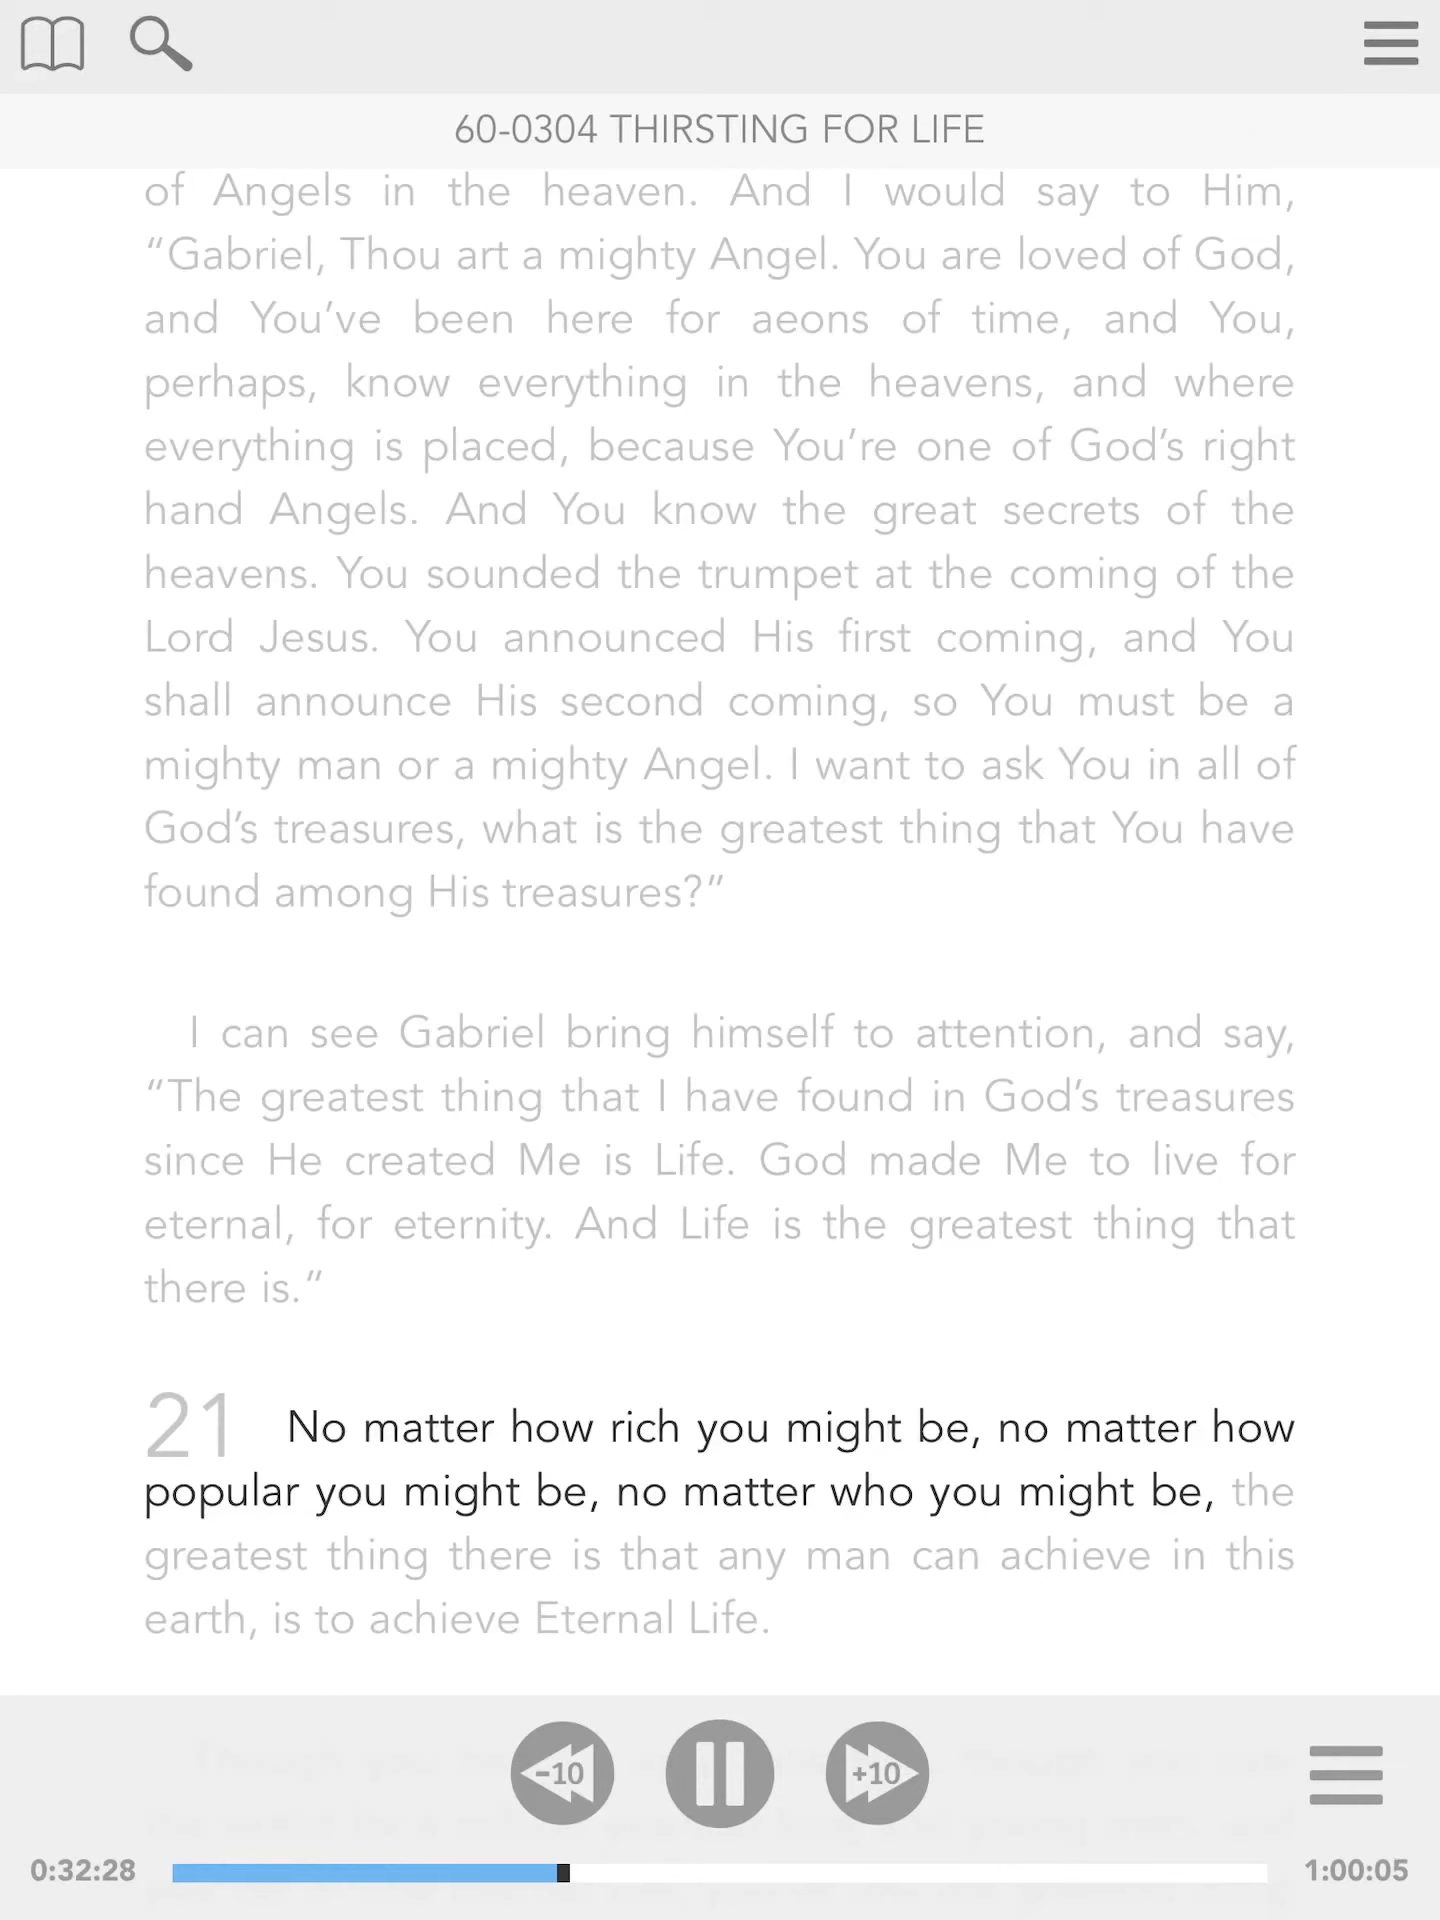 60-0304 THIRSTING FOR LIFE
of Angels in the heaven. And I would say to Him,
“Gabriel, Thou art a mighty Angel. You are loved of God,
and You’ve been here for aeons of time, and You,
perhaps, know everything in the heavens, and where
everything is placed, because You’re one of God’s right
hand Angels. And You know the great secrets of the
heavens. You sounded the trumpet at the coming of the
Lord Jesus. You announced His first coming, and You
shall announce His second coming, so You must be a
mighty man or a mighty Angel. I want to ask You in all of
God’s treasures, what is the greatest thing that You have
found among His treasures?”
I can see Gabriel bring himself to attention, and say,
“The greatest thing that I have found in God’s treasures
since He created Me is Life. God made Me to live for
eternal, for eternity. And Life is the greatest thing that
there is.”
21 No matter how rich you might be, no matter how
popular you might be, no matter who you might be, the
greatest thing there is that any man can achieve in this
earth, is to achieve Eternal Life.
-10 +10
0:32:28 1:00:05